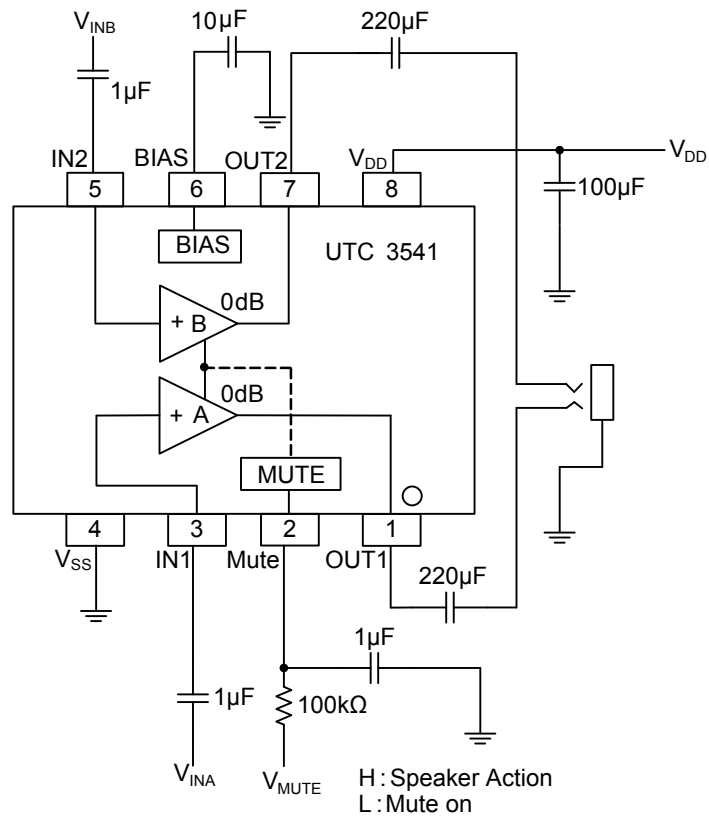 V_INB
10µF
220µF
1µF
IN2
BIAS
OUT2
V_DD
V_DD
5
6
7
8
100µF
BIAS
UTC 3541
0dB
+ B
0dB
+ A
MUTE
4
3
2
1
V_SS
IN1
Mute
OUT1
220µF
1µF
1µF
100kΩ
V_INA
V_MUTE
H : Speaker Action
L : Mute on